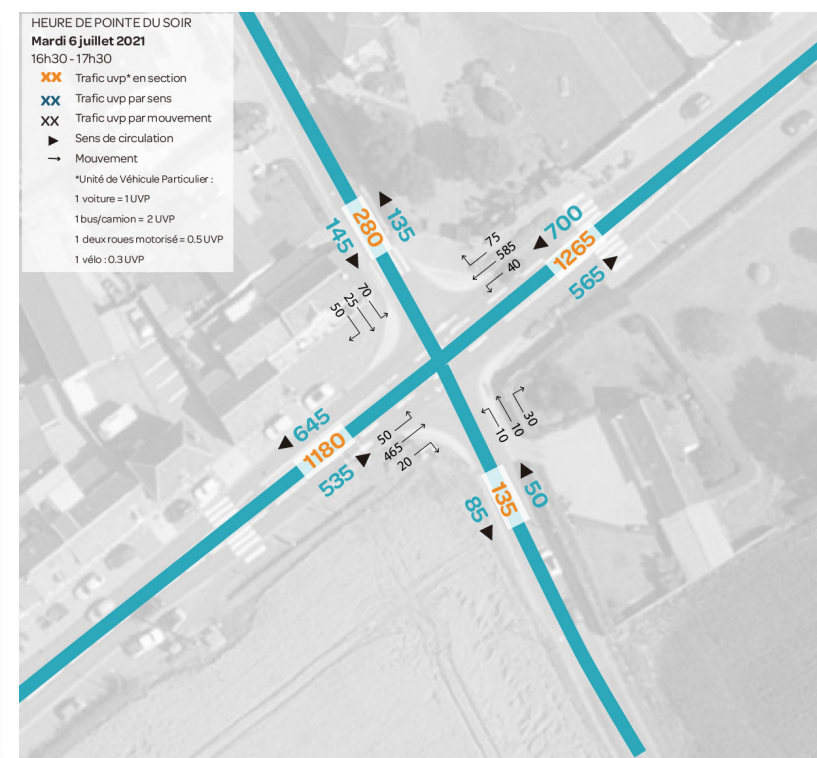 HEURE DE POINTE DU SOIR
Mardi 6 juillet 2021
16h30 - 17h30
XX Trafic uvp* en section
XX Trafic uvp par sens
XX Trafic uvp par mouvement
Sens de circulation
Mouvement
*Unité de Véhicule Particulier :
1 voiture = 1 UVP
1 bus/camion = 2 UVP
1 deux roues motorisé = 0.5 UVP
1 vélo : 0.3 UVP
145
280
135
50
25
70
75
585
40
700
1265
565
645
1180
535
50
465
20
10
10
30
85
135
50